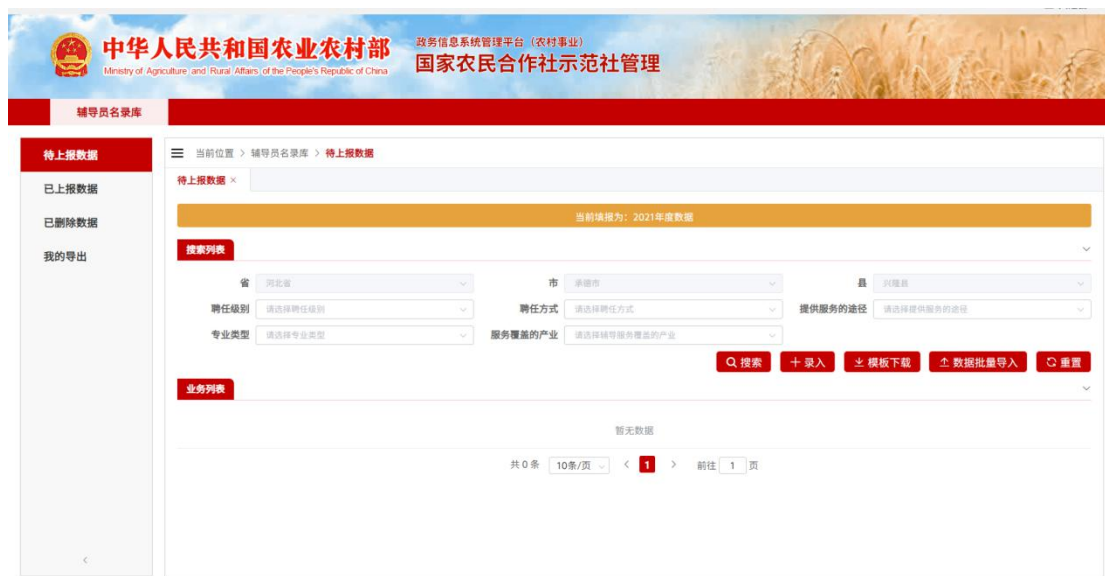 中华人民共和国农业农村部
Ministry of Agriculture and Rural Affairs of the People's Republic of China
政务信息系统管理平台（农村事业）
国家农民合作社示范社管理
辅导员名录库
待上报数据
已上报数据
已删除数据
我的导出
当前位置 > 辅导员名录库 > 待上报数据
待上报数据 ×
当前填报为：2021年度数据
搜索列表
省 河北省 市 承德市 县 兴隆县
聘任级别 请选择聘任级别 聘任方式 请选择聘任方式 提供服务的途径 请选择提供服务的途径
专业类型 请选择专业类型 服务覆盖的产业 请选择辅导服务覆盖的产业
搜索 + 录入 模板下载 数据批量导入 重置
业务列表
暂无数据
共 0 条 10条/页 < 1 > 前往 1 页
<